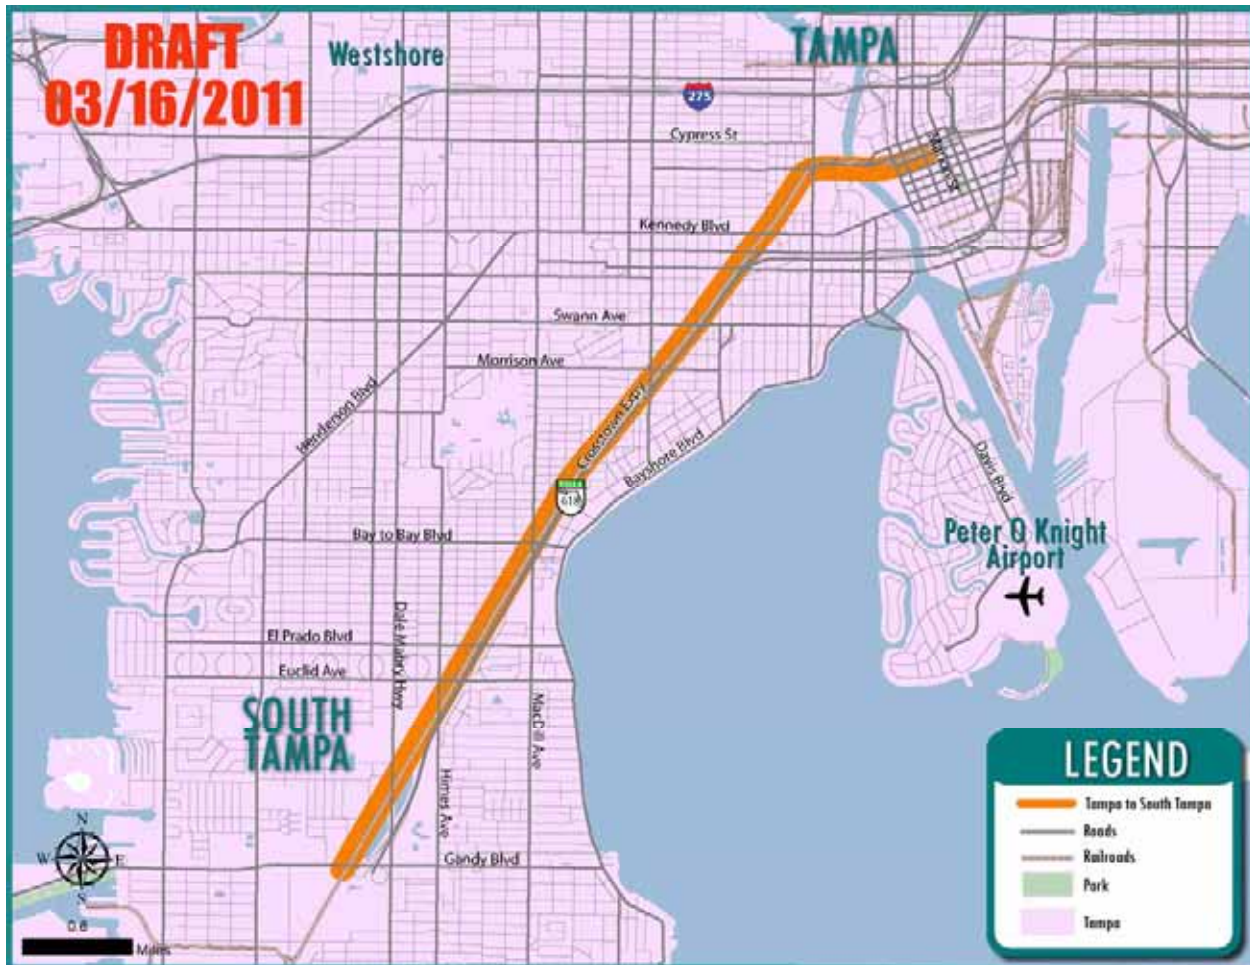 DRAFT
03/16/2011
Westshore
TAMPA
275
Cypress St
Marion St
Kennedy Blvd
Swann Ave
Morrison Ave
Henderson Blvd
Crosstown Expy
Bayshore Blvd
Davis Blvd
618
Bay to Bay Blvd
Peter O Knight
Airport
Dale Mabry Hwy
El Prado Blvd
Euclid Ave
SOUTH
TAMPA
MacDill Ave
Himes Ave
Gandy Blvd
N
W E
S
0.6
Miles
LEGEND
Tampa to South Tampa
Roads
Railroads
Park
Tampa